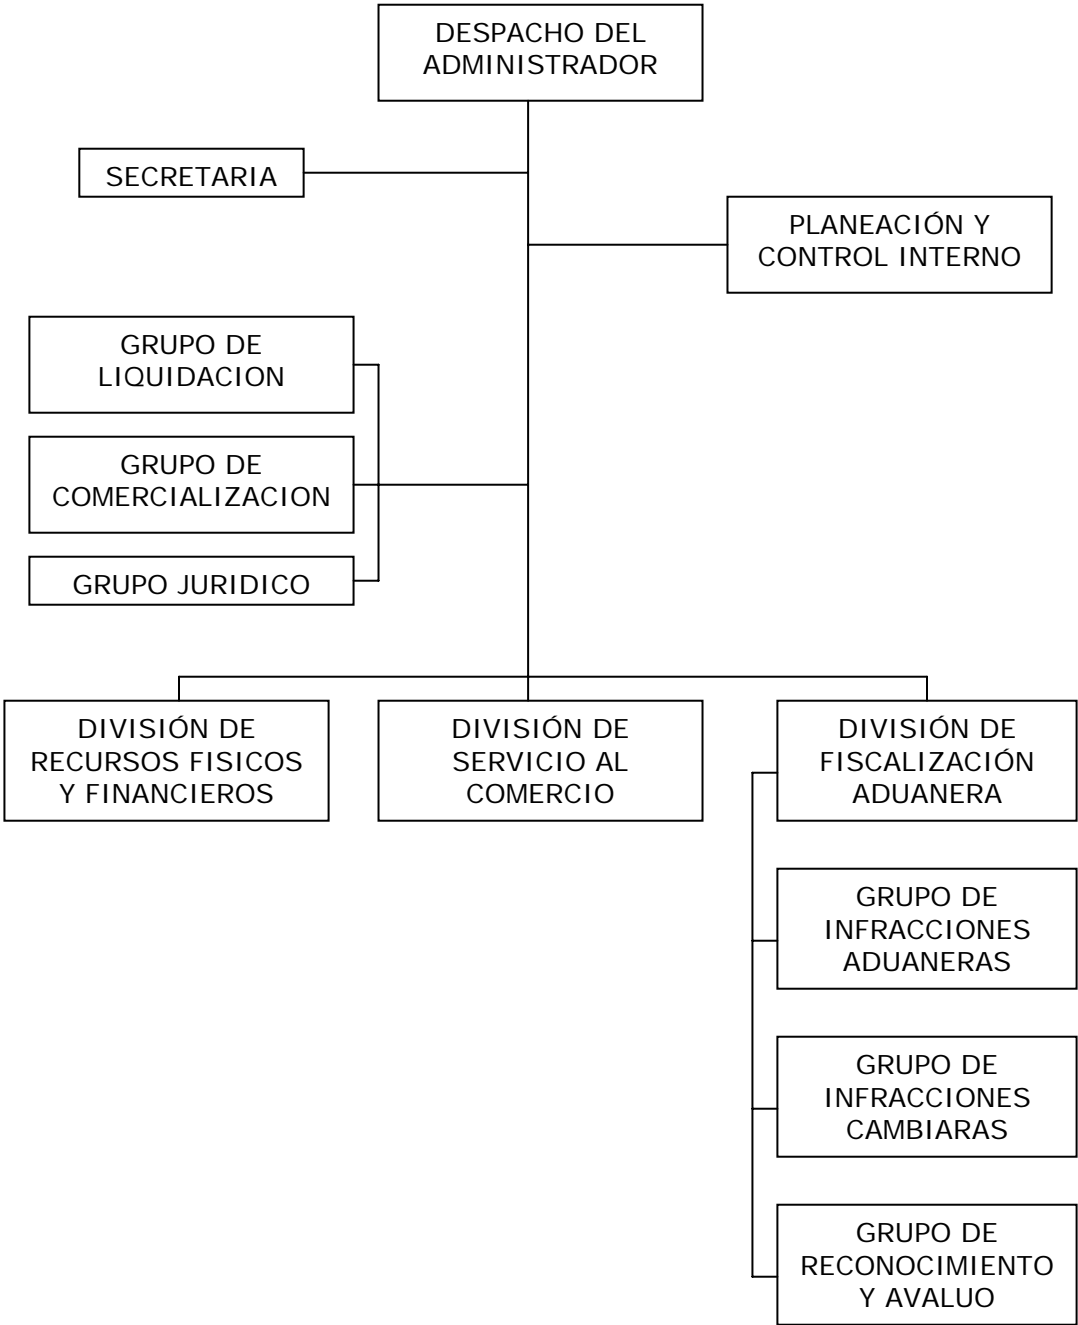 DESPACHO DEL
ADMINISTRADOR
SECRETARIA
PLANEACIÓN Y
CONTROL INTERNO
GRUPO DE
LIQUIDACION
GRUPO DE
COMERCIALIZACION
GRUPO JURIDICO
DIVISIÓN DE
RECURSOS FISICOS
Y FINANCIEROS
DIVISIÓN DE
SERVICIO AL
COMERCIO
DIVISIÓN DE
FISCALIZACIÓN
ADUANERA
GRUPO DE
INFRACCIONES
ADUANERAS
GRUPO DE
INFRACCIONES
CAMBIARAS
GRUPO DE
RECONOCIMIENTO
Y AVALUO